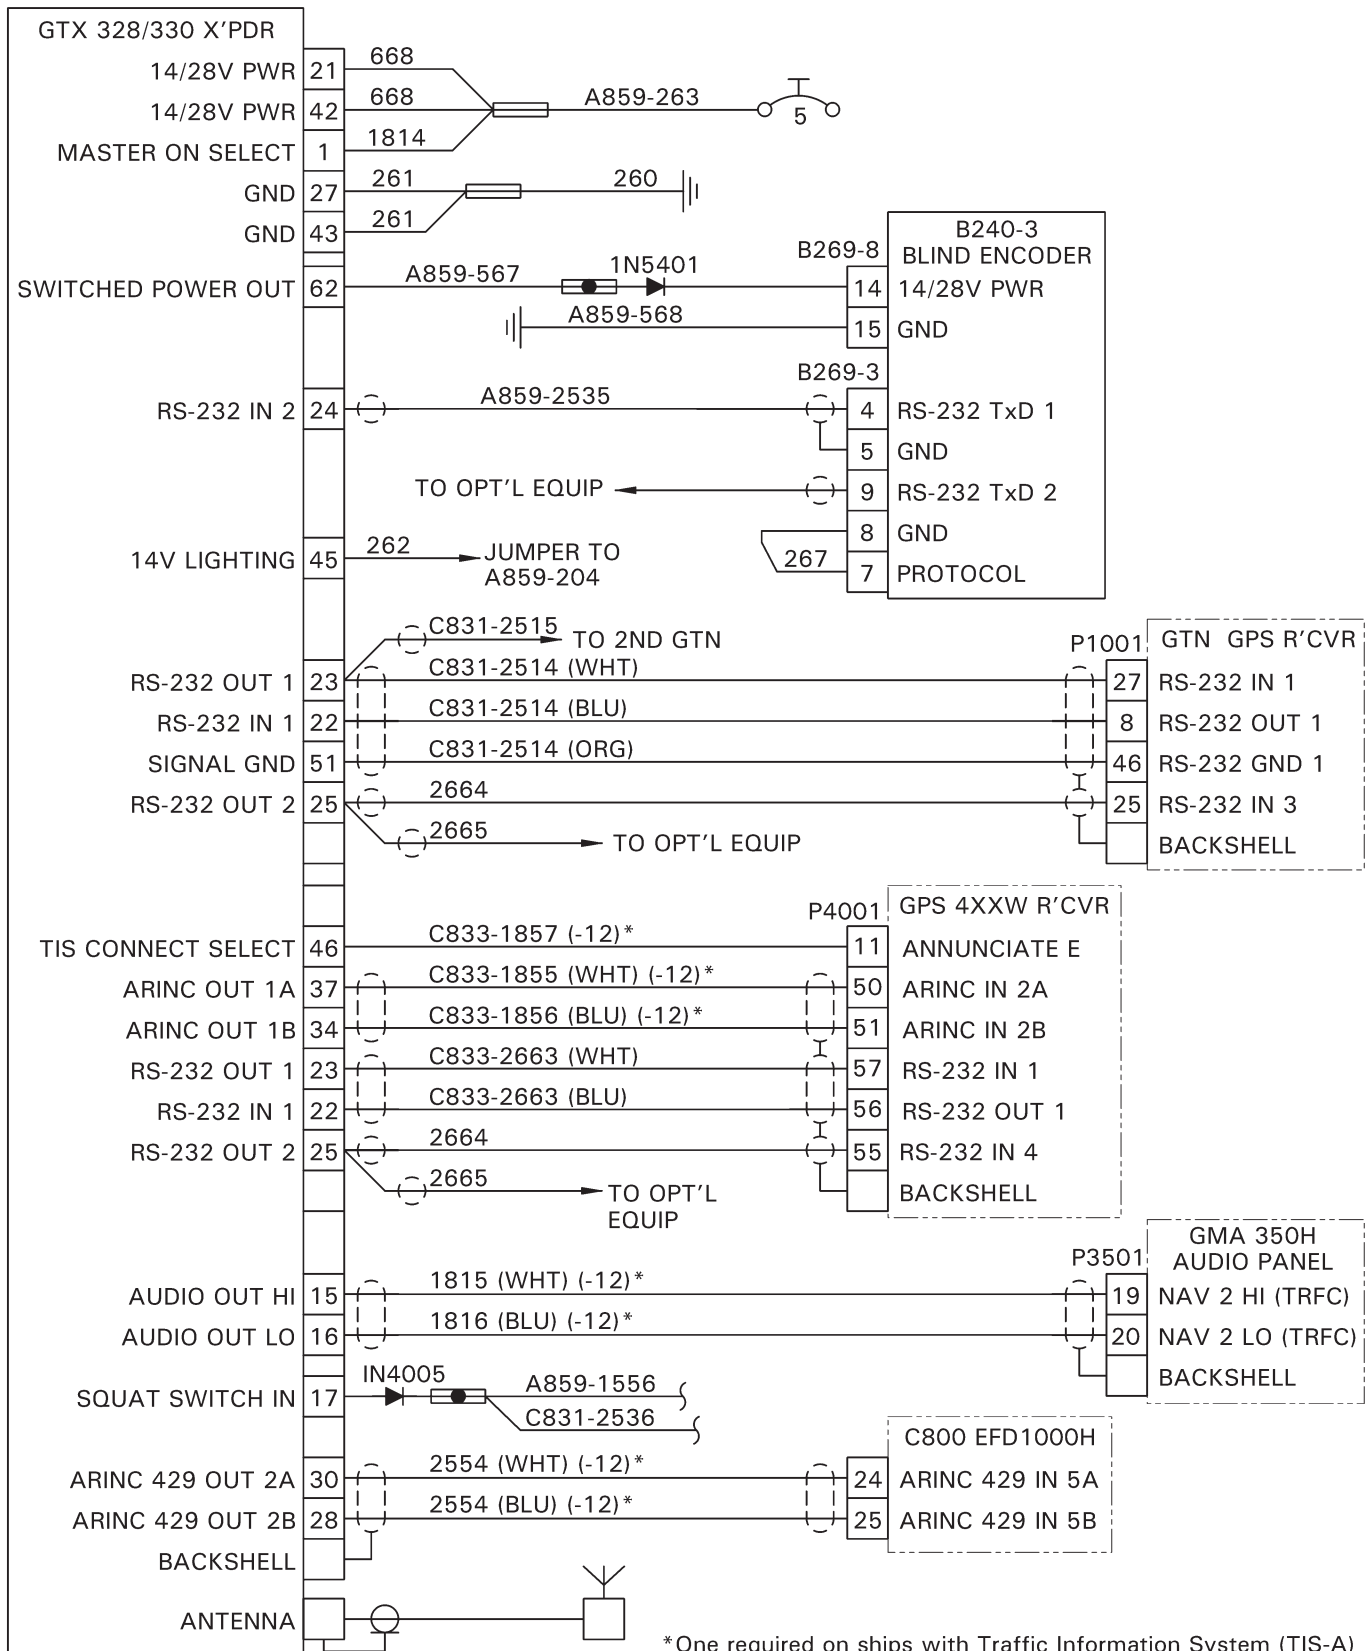 GTX 328/330 X'PDR
14/28V PWR 21 668
14/28V PWR 42 668 A859-263 5
MASTER ON SELECT 1 1814
GND 27 261 260
GND 43 261
B240-3
BLIND ENCODER
B269-8
SWITCHED POWER OUT 62 A859-567 1N5401 14 14/28V PWR
A859-568 15 GND
B269-3
RS-232 IN 2 24 A859-2535 4 RS-232 TxD 1
5 GND
TO OPT'L EQUIP 9 RS-232 TxD 2
8 GND
14V LIGHTING 45 262 JUMPER TO
A859-204
267 7 PROTOCOL
C831-2515 TO 2ND GTN
P1001 GTN GPS R'CVR
RS-232 OUT 1 23 C831-2514 (WHT) 27 RS-232 IN 1
RS-232 IN 1 22 C831-2514 (BLU) 8 RS-232 OUT 1
SIGNAL GND 51 C831-2514 (ORG) 46 RS-232 GND 1
RS-232 OUT 2 25 2664 25 RS-232 IN 3
2665 TO OPT'L EQUIP BACKSHELL
P4001 GPS 4XXW R'CVR
TIS CONNECT SELECT 46 C833-1857 (-12)* 11 ANNUNCIATE E
ARINC OUT 1A 37 C833-1855 (WHT) (-12)* 50 ARINC IN 2A
ARINC OUT 1B 34 C833-1856 (BLU) (-12)* 51 ARINC IN 2B
RS-232 OUT 1 23 C833-2663 (WHT) 57 RS-232 IN 1
RS-232 IN 1 22 C833-2663 (BLU) 56 RS-232 OUT 1
RS-232 OUT 2 25 2664 55 RS-232 IN 4
2665 TO OPT'L
EQUIP
BACKSHELL
GMA 350H
AUDIO PANEL
P3501
AUDIO OUT HI 15 1815 (WHT) (-12)* 19 NAV 2 HI (TRFC)
AUDIO OUT LO 16 1816 (BLU) (-12)* 20 NAV 2 LO (TRFC)
BACKSHELL
SQUAT SWITCH IN 17 IN4005 A859-1556
C831-2536
C800 EFD1000H
ARINC 429 OUT 2A 30 2554 (WHT) (-12)* 24 ARINC 429 IN 5A
ARINC 429 OUT 2B 28 2554 (BLU) (-12)* 25 ARINC 429 IN 5B
BACKSHELL
ANTENNA
*One required on ships with Traffic Information System (TIS-A)